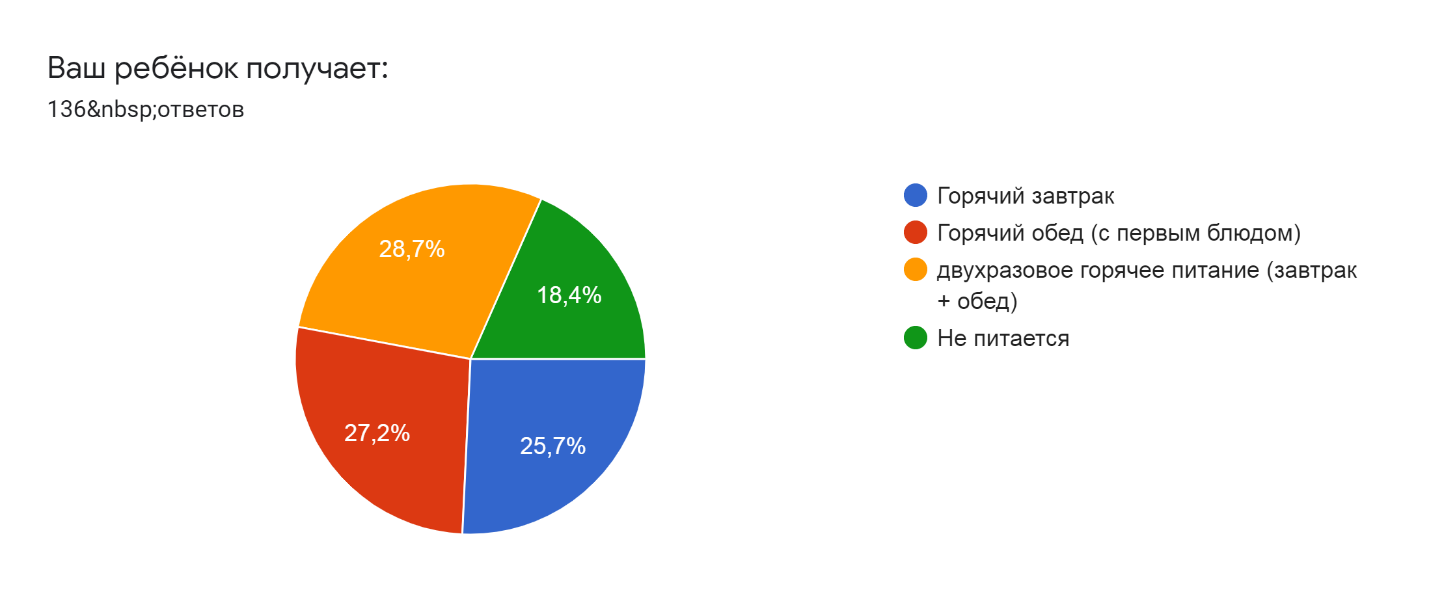 Ваш ребёнок получает:
136&nbsp;ответов
28,7%
18,4%
27,2%
25,7%
Горячий завтрак
Горячий обед (с первым блюдом)
двухразовое горячее питание (завтрак
+ обед)
Не питается